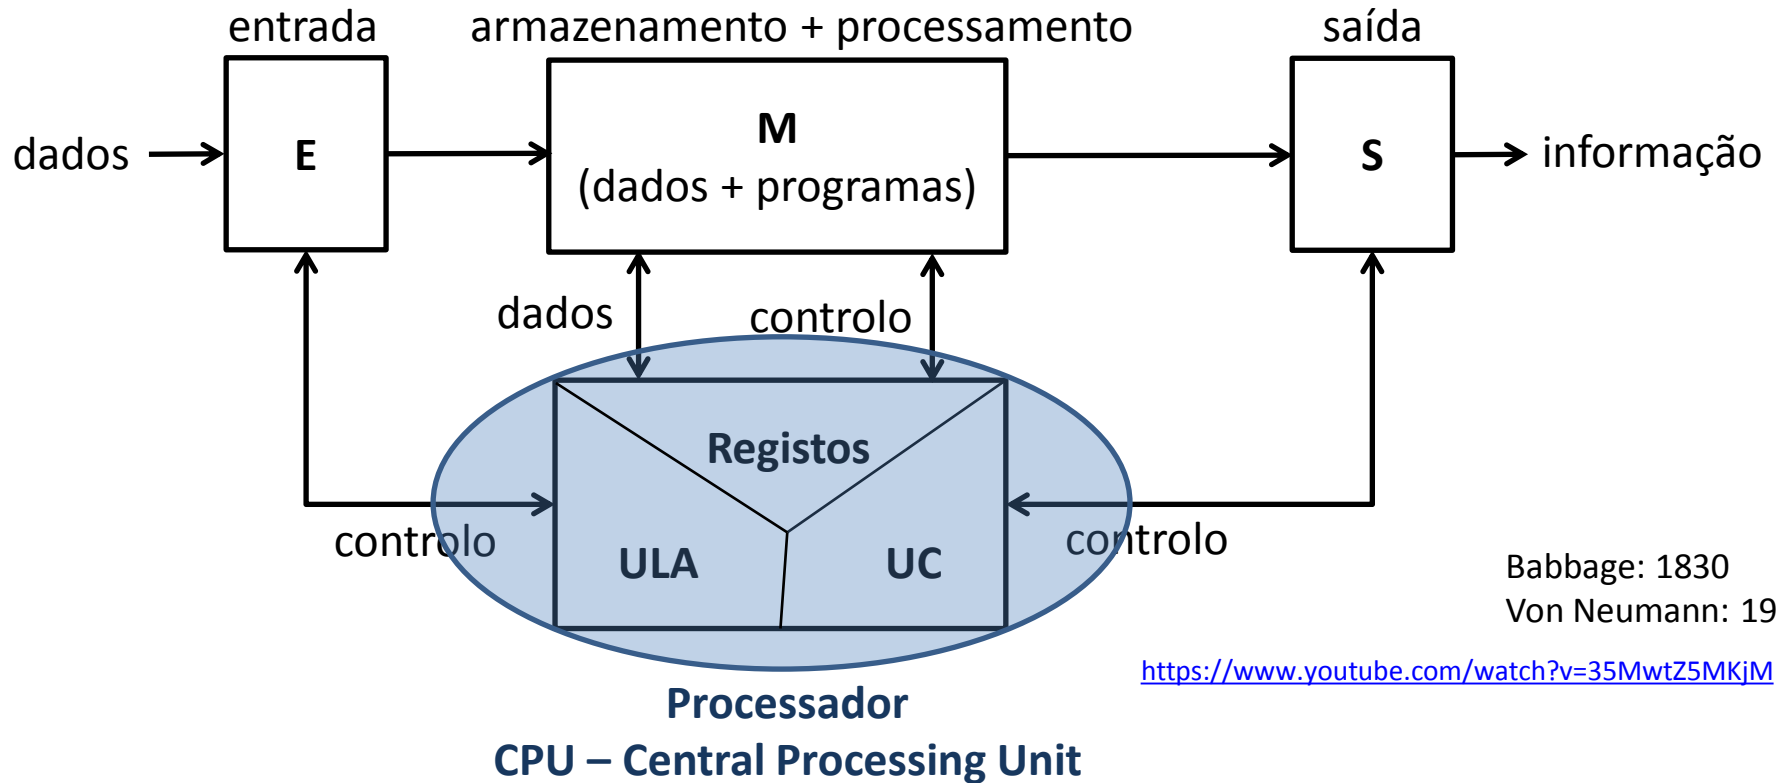 entrada
armazenamento + processamento
saída
dados
E
M
(dados + programas)
S
informação
dados
controlo
Registos
controlo
ULA
UC
controlo
Babbage: 1830
Von Neumann: 19
https://www.youtube.com/watch?v=35MwtZ5MKjM
Processador
CPU – Central Processing Unit